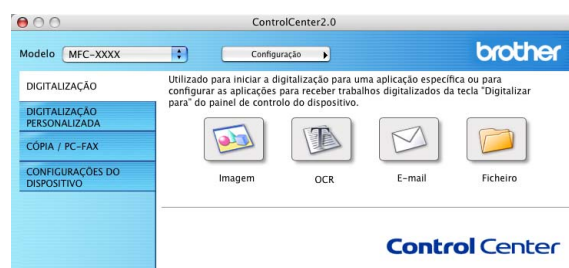 ControlCenter2.0
Modelo MFC-XXXX Configuração brother
DIGITALIZAÇÃO
DIGITALIZAÇÃO
PERSONALIZADA
CÓPIA / PC-FAX
CONFIGURAÇÕES DO
DISPOSITIVO
Utilizado para iniciar a digitalização para uma aplicação específica ou para
configurar as aplicações para receber trabalhos digitalizados da tecla "Digitalizar
para" do painel de controlo do dispositivo.
Imagem OCR E-mail Ficheiro
Control Center